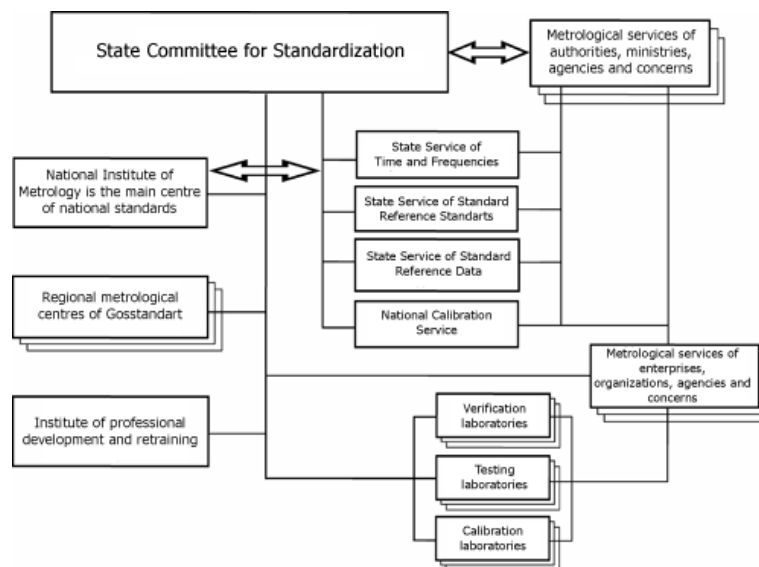 State Committee for Standardization
Metrological services of
authorities, ministries,
agencies and concerns
State Service of
Time and Frequencies
National Institute of
Metrology is the main centre
of national standards
State Service of Standard
Reference Standarts
State Service of Standard
Reference Data
Regional metrological
centres of Gosstandart
National Calibration
Service
Metrological services of
enterprises,
organizations, agencies and
concerns
Institute of professional
development and retraining
Verification
laboratories
Testing
laboratories
Calibration
laboratories